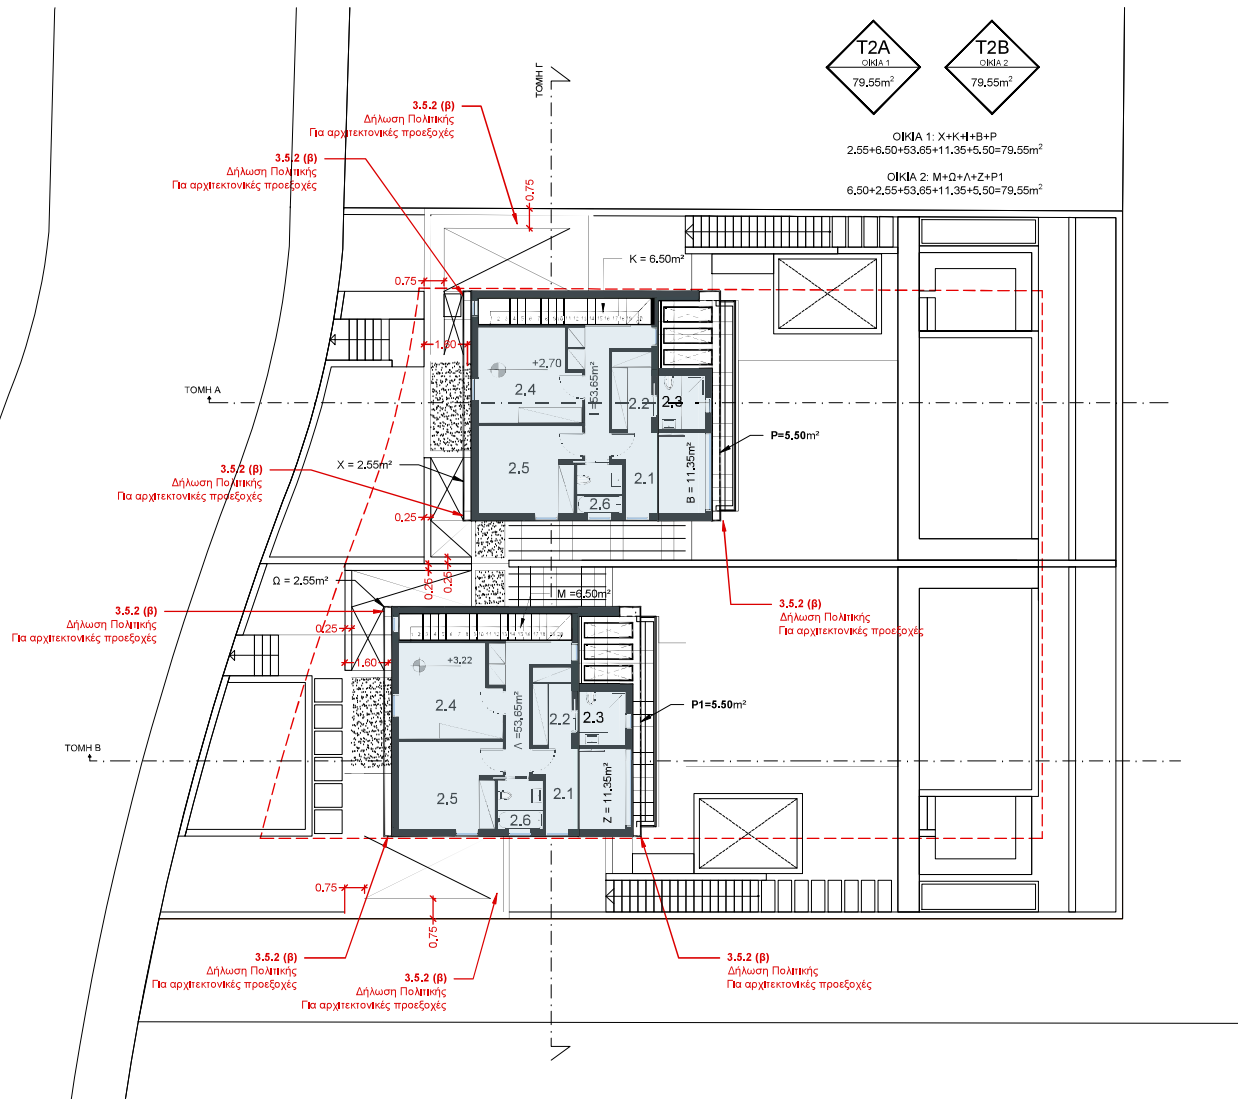 T2A
ΟΙΚΙΑ 1
79.55m²
T2B
ΟΙΚΙΑ 2
79.55m²
ΟΙΚΙΑ 1: Χ+Κ+Ι+Β+Ρ
2.55+6.50+53.65+11.35+5.50=79.55m²
ΟΙΚΙΑ 2: Μ+Ω+Λ+Ζ+Ρ1
6.50+2.55+53.65+11.35+5.50=79.55m²
ΤΟΜΗ Γ
3.5.2 (β)
Δήλωση Πολιτικής
Για αρχιτεκτονικές προεξοχές
3.5.2 (β)
Δήλωση Πολιτικής
Για αρχιτεκτονικές προεξοχές
0.75
K = 6.50m²
0.75
1.60
+2.70
2.4
I =53.65m²
2.2
2.3
ΤΟΜΗ Α
P=5.50m²
X = 2.55m²
3.5.2 (β)
Δήλωση Πολιτικής
Για αρχιτεκτονικές προεξοχές
2.5
2.1
B = 11.35m²
2.6
0.25
0.25
0.25
Ω = 2.55m²
M =6.50m²
3.5.2 (β)
Δήλωση Πολιτικής
Για αρχιτεκτονικές προεξοχές
3.5.2 (β)
Δήλωση Πολιτικής
Για αρχιτεκτονικές προεξοχές
0.25
1.60
+3.22
2.4
Λ =53.65m²
2.2
2.3
P1=5.50m²
ΤΟΜΗ Β
2.5
2.1
Z = 11.35m²
2.6
0.75
0.75
3.5.2 (β)
Δήλωση Πολιτικής
Για αρχιτεκτονικές προεξοχές
3.5.2 (β)
Δήλωση Πολιτικής
Για αρχιτεκτονικές προεξοχές
3.5.2 (β)
Δήλωση Πολιτικής
Για αρχιτεκτονικές προεξοχές